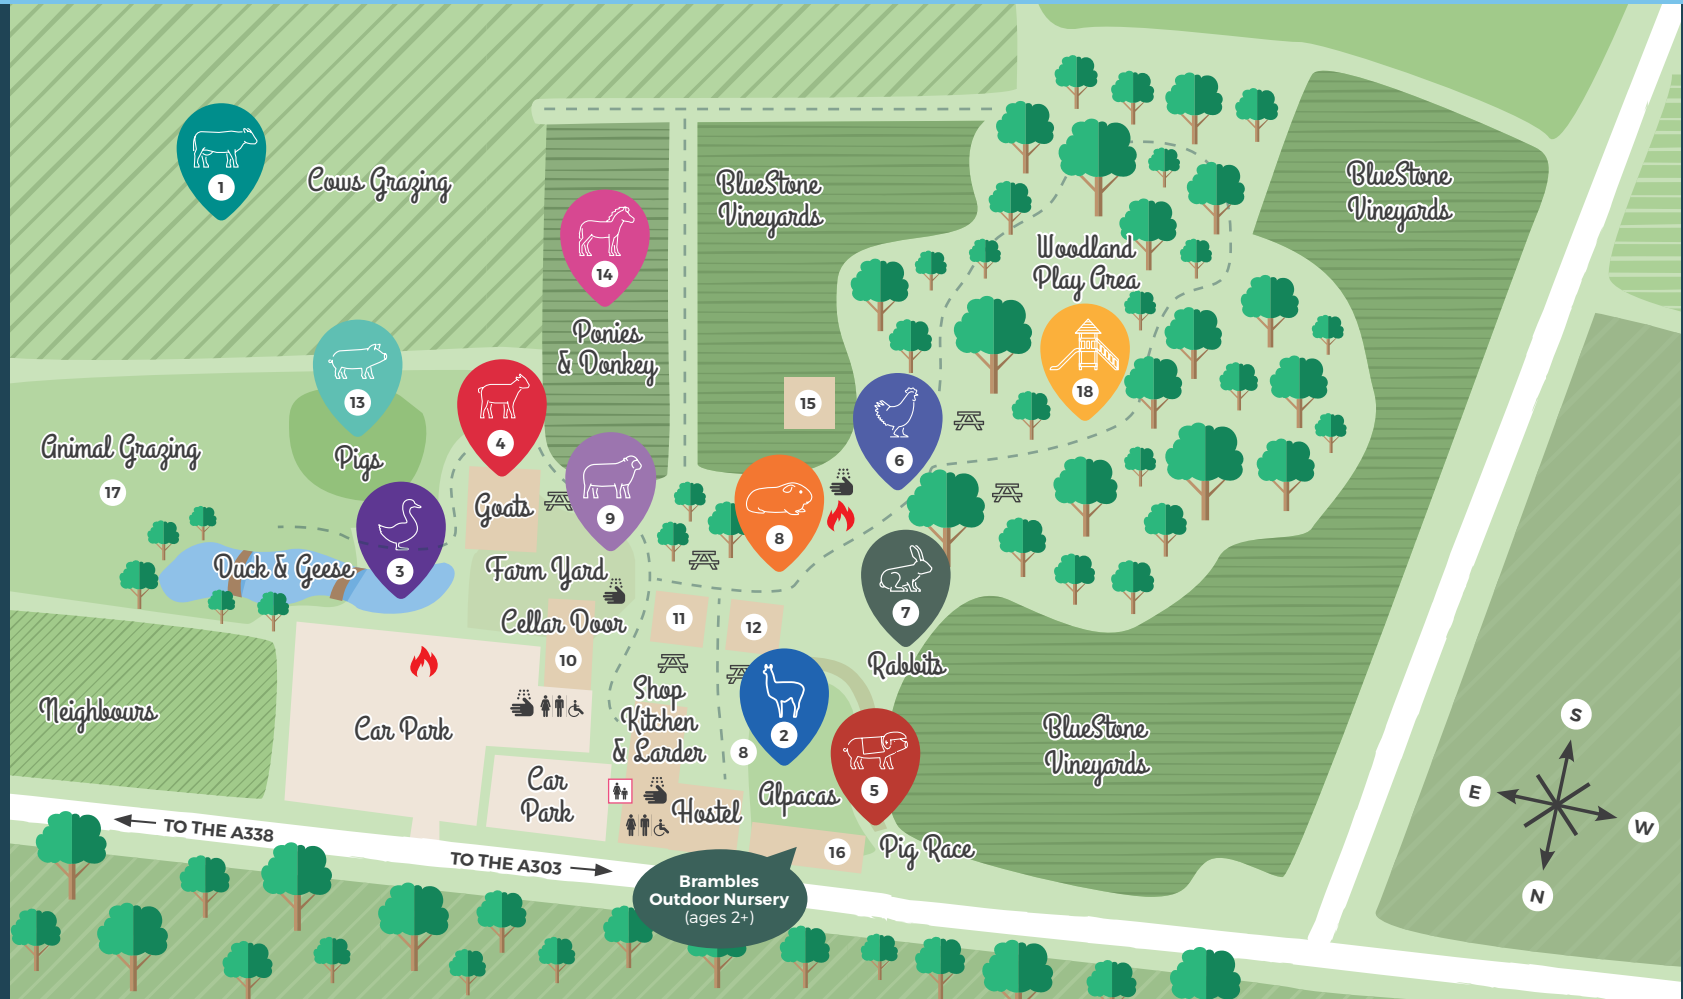 1
Cows Grazing
14
Ponies
& Donkey
BlueStone
Vineyards
BlueStone
Vineyards
Woodland
Play Area
18
13
Pigs
4
Goats
9
15
6
8
Animal Grazing
17
Duck & Geese
3
Farm Yard
Cellar Door
10
11
12
7
Rabbits
Neighbours
Car Park
Shop
Kitchen
& Larder
8
2
Alpacas
5
Pig Race
BlueStone
Vineyards
Car
Park
Hostel
16
TO THE A338
TO THE A303
Brambles
Outdoor Nursery
(ages 2+)
S
E
W
N